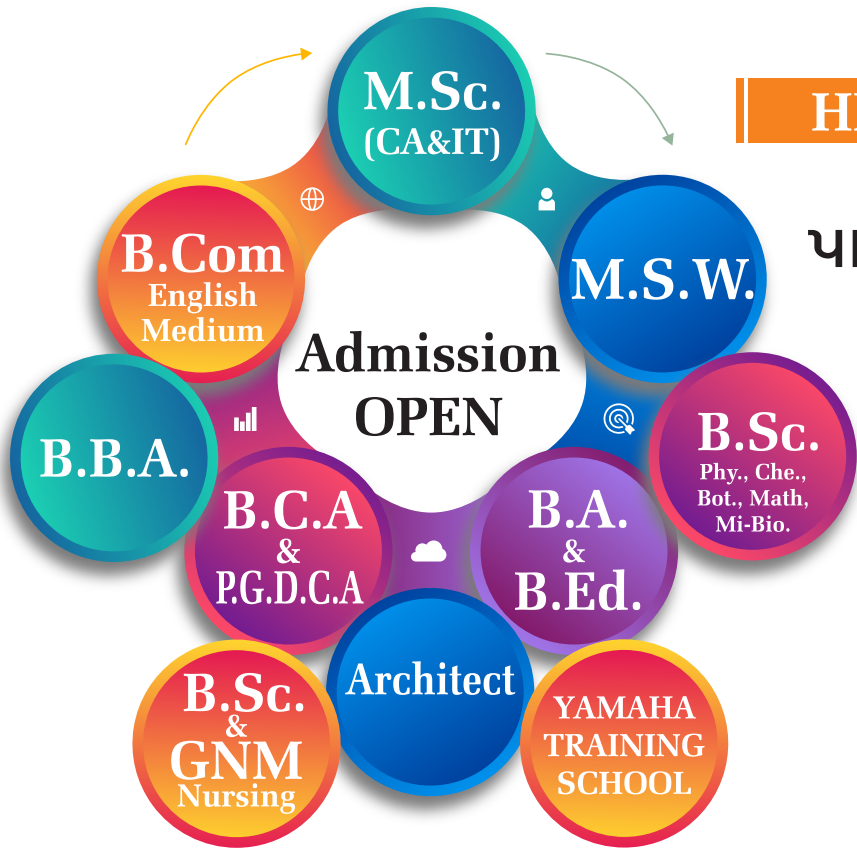 M.Sc.
(CA&IT)
B.Com
English
Medium
M.S.W.
Admission
OPEN
B.B.A.
B.Sc.
Phy., Che.,
Bot., Math,
Mi-Bio.
B.C.A
&
P.G.D.C.A
B.A.
&
B.Ed.
Architect
B.Sc.
&
GNM
Nursing
YAMAHA
TRAINING
SCHOOL